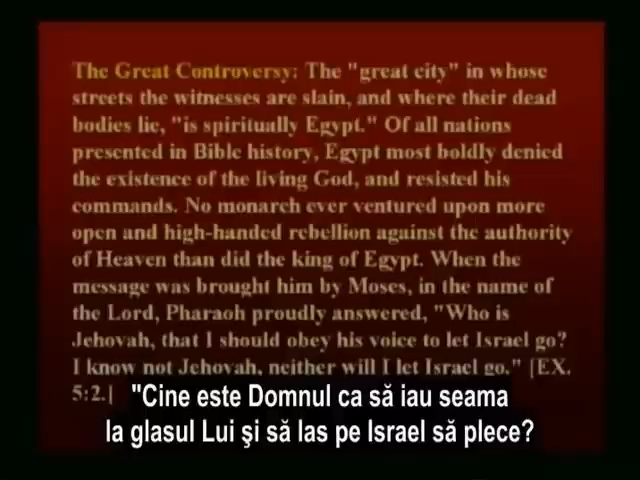 The Great Controversy: The "great city" in whose
streets the witnesses are slain, and where their dead
bodies lie, "is spiritually Egypt." Of all nations
presented in Bible history, Egypt most boldly denied
the existence of the living God, and resisted his
commands. No monarch ever ventured upon more
open and high-handed rebellion against the authority
of Heaven than did the king of Egypt. When the
message was brought him by Moses, in the name of
the Lord, Pharaoh proudly answered, "Who is
Jehovah, that I should obey his voice to let Israel go?
I know not Jehovah, neither will I let Israel go." [EX.
5:2.]
"Cine este Domnul ca să iau seama
la glasul Lui şi să las pe Israel să plece?